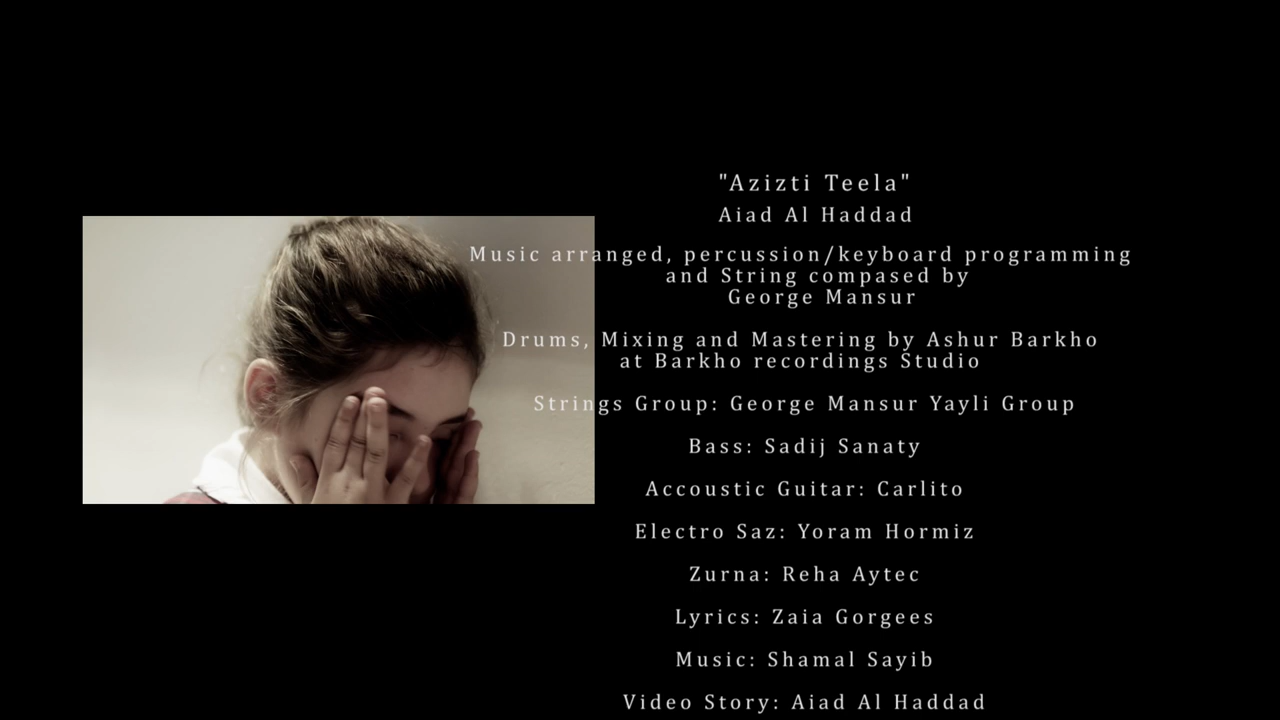 "Azizti Teela"
Aiad Al Haddad
Music arranged, percussion/keyboard programming
and String compased by
George Mansur
Drums, Mixing and Mastering by Ashur Barkho
at Barkho recordings Studio
Strings Group: George Mansur Yayli Group
Bass: Sadij Sanaty
Accoustic Guitar: Carlito
Electro Saz: Yoram Hormiz
Zurna: Reha Aytec
Lyrics: Zaia Gorgees
Music: Shamal Sayib
Video Story: Aiad Al Haddad